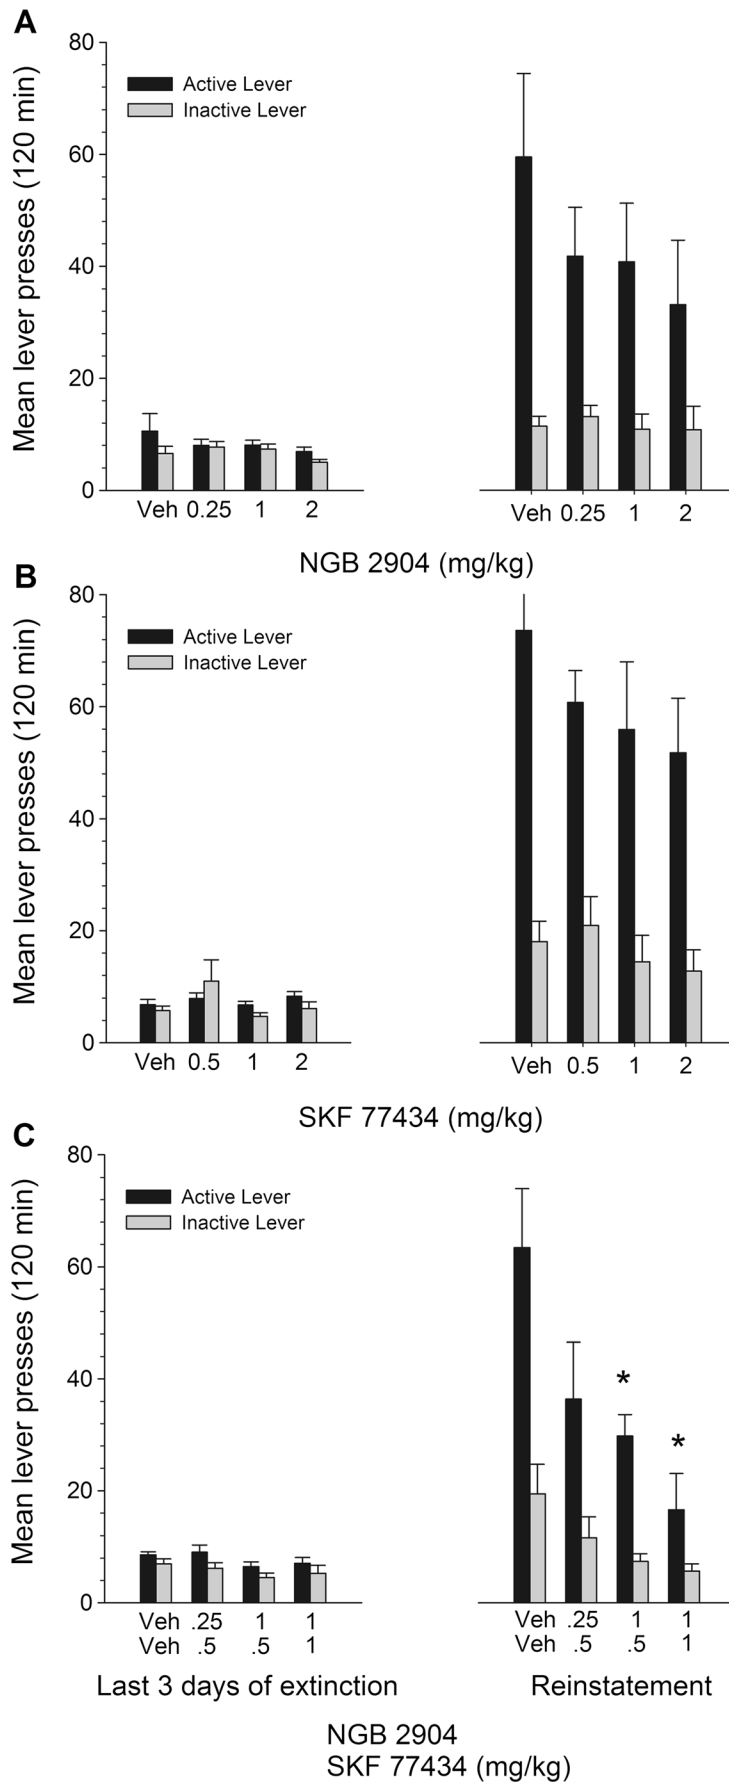 A
Mean lever presses (120 min)
80
60
40
20
0
Active Lever
Inactive Lever
Veh 0.25 1 2
Veh 0.25 1 2
NGB 2904 (mg/kg)
B
Mean lever presses (120 min)
80
60
40
20
0
Active Lever
Inactive Lever
Veh 0.5 1 2
Veh 0.5 1 2
SKF 77434 (mg/kg)
C
Mean lever presses (120 min)
80
60
40
20
0
Active Lever
Inactive Lever
*
*
Veh .25 1 1
Veh .5 .5 1
Veh .25 1 1
Veh .5 .5 1
Last 3 days of extinction
Reinstatement
NGB 2904
SKF 77434 (mg/kg)